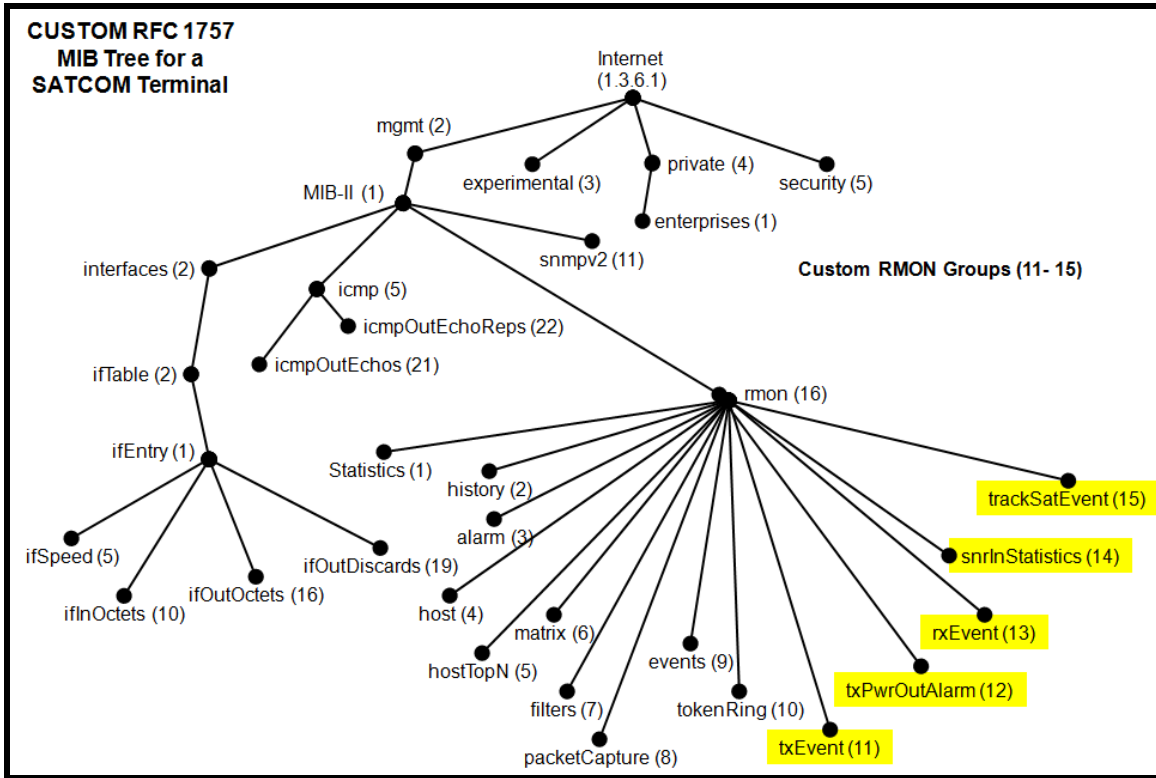 CUSTOM RFC 1757
MIB Tree for a
SATCOM Terminal
Internet
(1.3.6.1)
mgmt (2)
experimental (3)
private (4)
security (5)
MIB-II (1)
enterprises (1)
snmpv2 (11)
interfaces (2)
Custom RMON Groups (11- 15)
icmp (5)
icmpOutEchoReps (22)
icmpOutEchos (21)
ifTable (2)
rmon (16)
ifEntry (1)
Statistics (1)
history (2)
trackSatEvent (15)
alarm (3)
ifSpeed (5)
ifOutDiscards (19)
snrInStatistics (14)
ifInOctets (10)
ifOutOctets (16)
host (4)
matrix (6)
rxEvent (13)
hostTopN (5)
events (9)
txPwrOutAlarm (12)
filters (7)
tokenRing (10)
packetCapture (8)
txEvent (11)